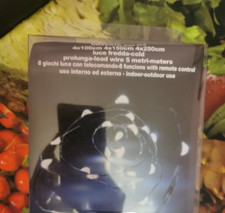 4x100cm 4x150cm 4x200cm
luce fredda-cold
prolunga-lead wire 5 metri-meters
8 giochi luce con telecomando-8 functions with remote control
uso interno ed esterno - indoor-outdoor use